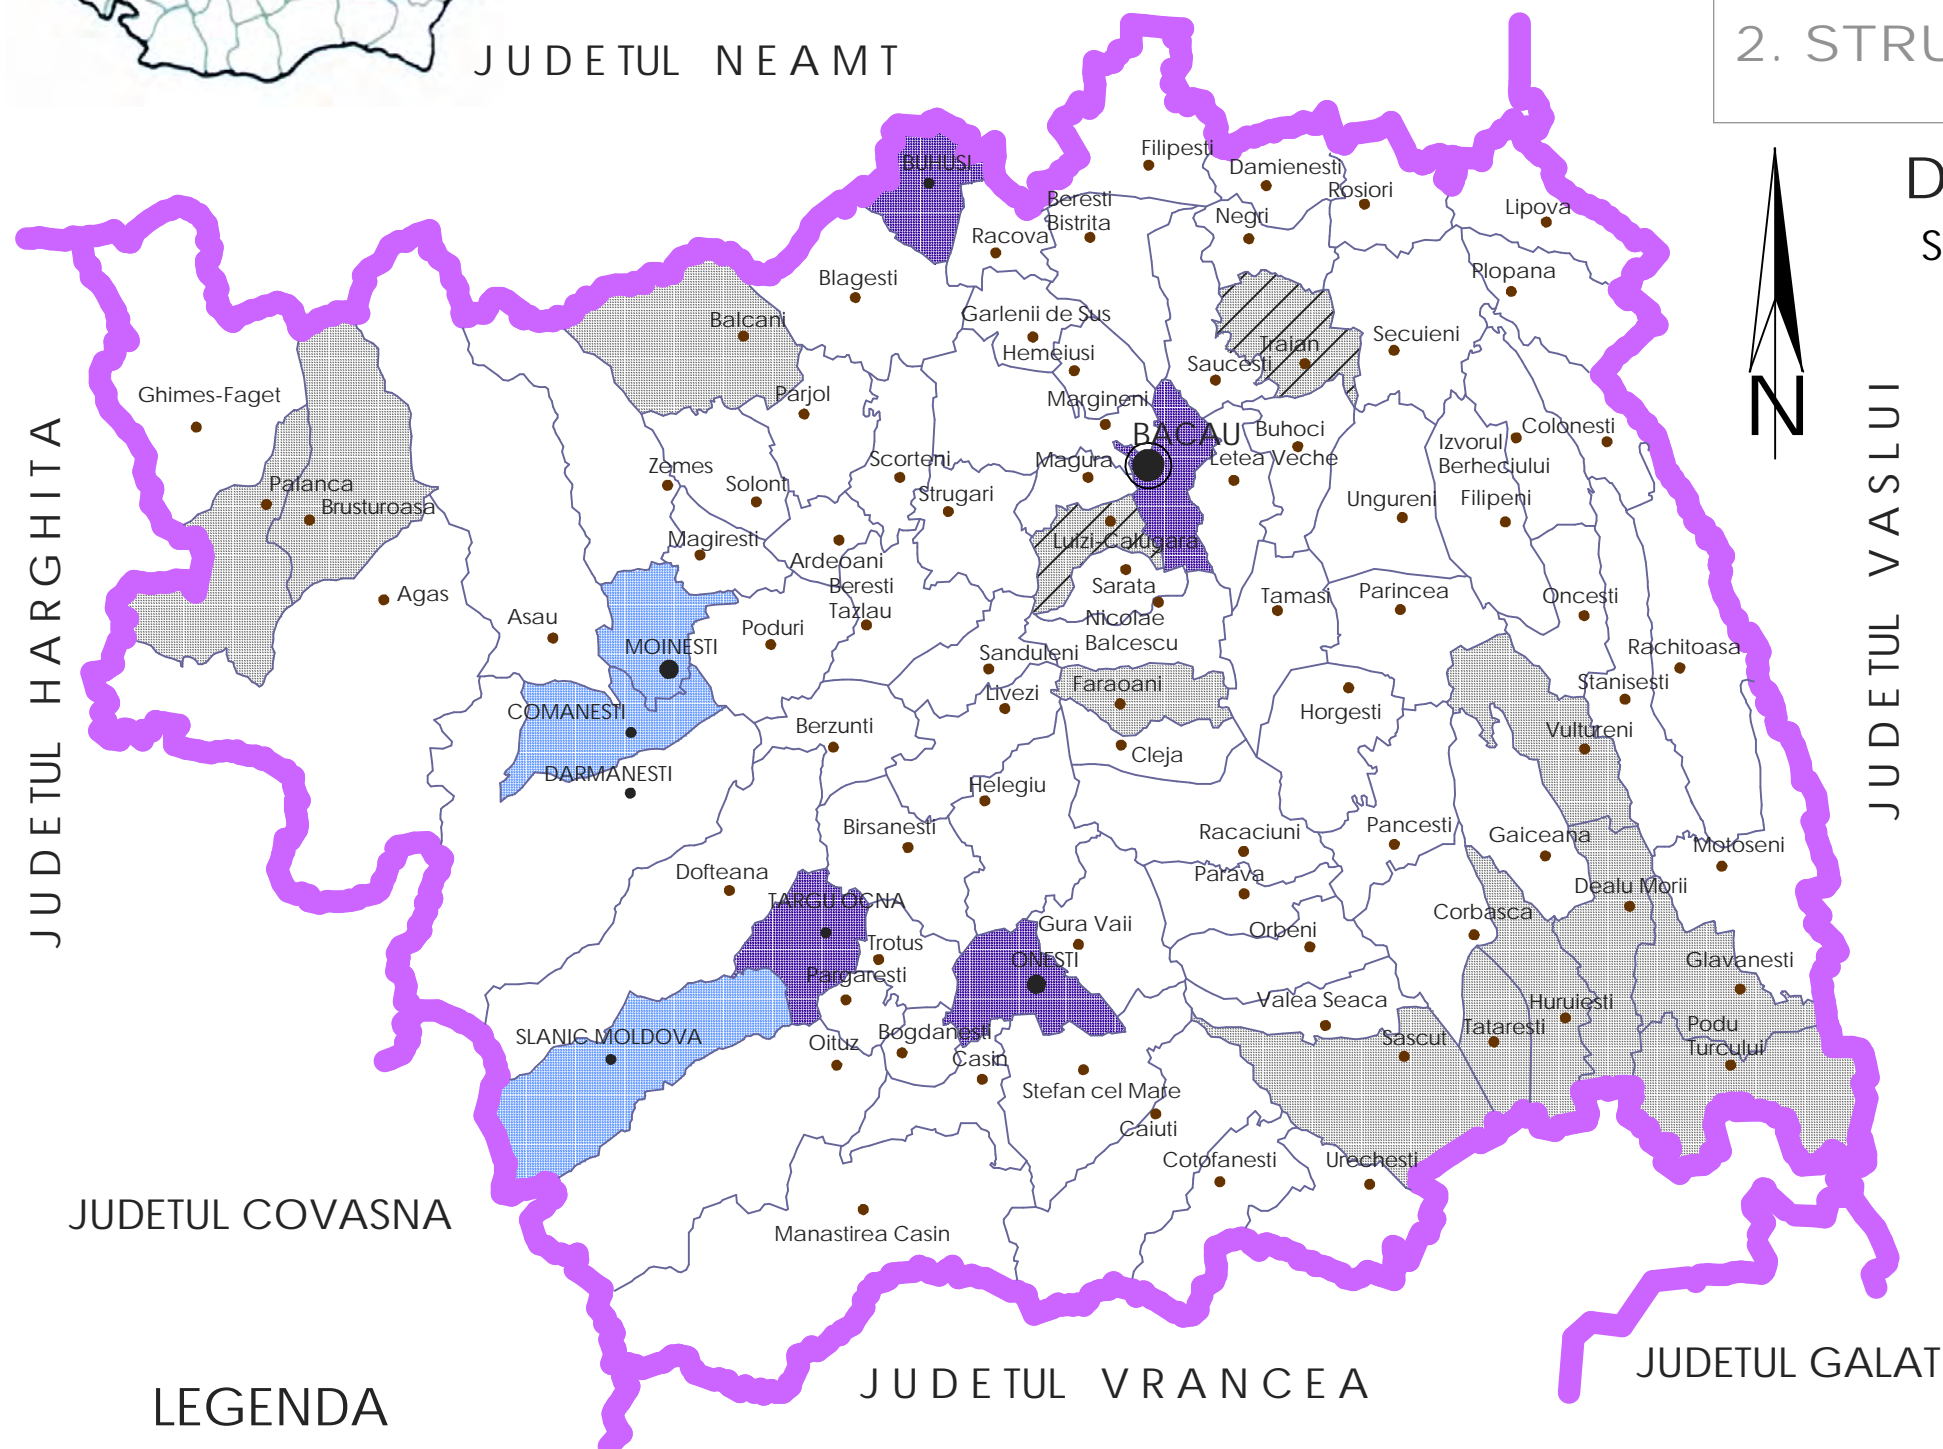 JUDETUL NEAMT
2. STRU
D
S
N
JUDETUL HARGHITA
JUDETUL VASLUI
BUHUSI
Filipesti
Damienesti
Rosiori
Lipova
Beresti
Bistrita
Negri
Racova
Plopana
Blagesti
Garlenii de Sus
Balcani
Hemeiusi
Traian
Secuieni
Saucesti
Ghimes-Faget
Parjol
Margineni
BACAU
Buhoci
Izvorul
Berheciului
Colonesti
Zemes
Scorteni
Magura
Letea Veche
Palanca
Solont
Strugari
Ungureni
Filipeni
Brusturoasa
Magiresti
Luizi-Calugara
Ardeoani
Beresti
Tazlau
Sarata
Agas
Tamasi
Parincea
Oncesti
Asau
Nicolae
Balcescu
MOINESTI
Poduri
Sanduleni
Rachitoasa
Livezi
Faraoani
Stanisesti
COMANESTI
Berzunti
Horgesti
Vultureni
Cleja
DARMANESTI
Helegiu
Birsanesti
Racaciuni
Pancesti
Gaiceana
Motoseni
Dofteana
Parava
Dealu Morii
TARGU OCNA
Corbasca
Gura Vaii
Orbeni
Trotus
ONESTI
Glavanesti
Pargaresti
Valea Seaca
Huruiesti
SLANIC MOLDOVA
Oituz
Bogdanesti
Sascut
Tataresti
Podu
Turcului
Casin
Stefan cel Mare
Caiuti
Cotofanesti
Urechesti
Manastirea Casin
JUDETUL COVASNA
JUDETUL VRANCEA
JUDETUL GALAT
LEGENDA